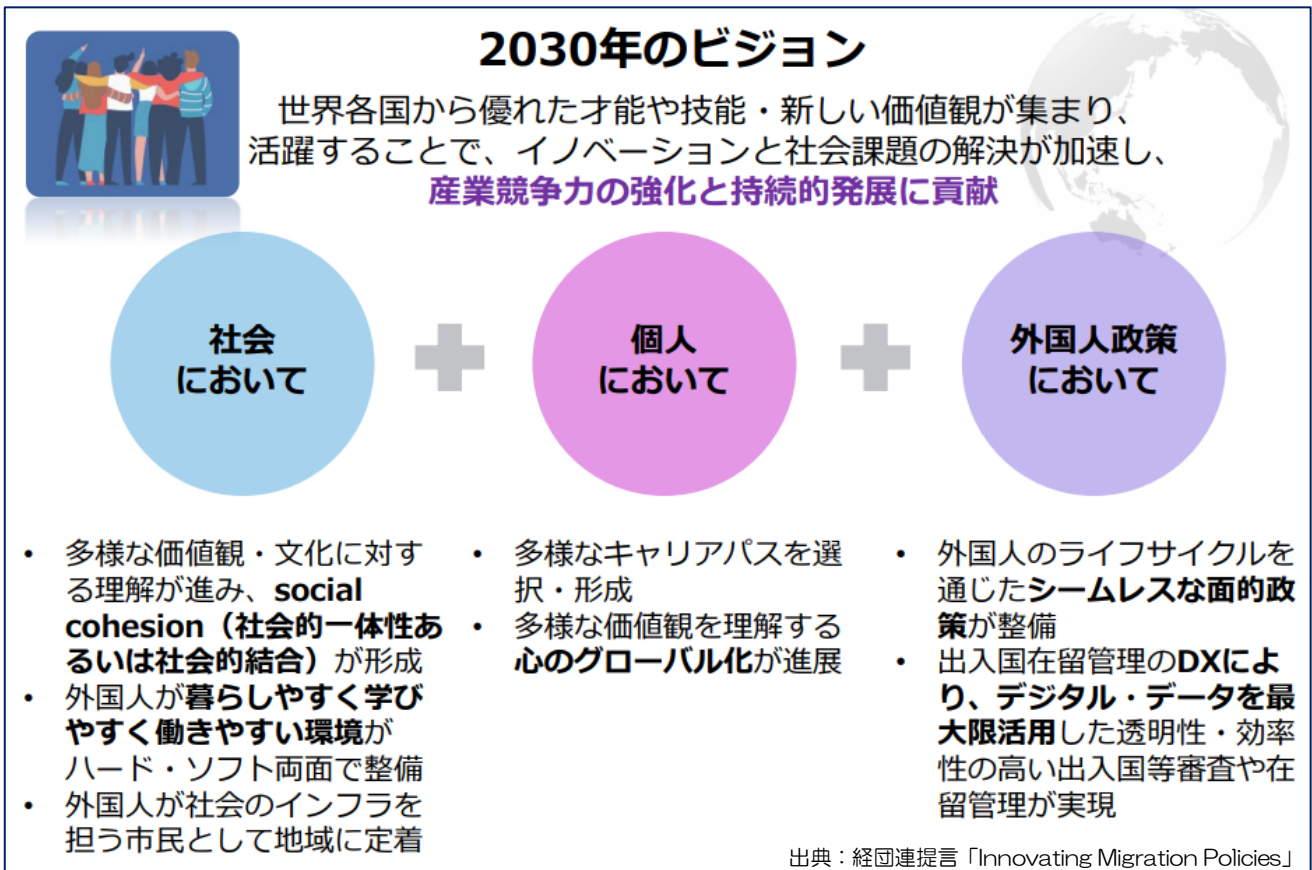 2030年のビジョン
世界各国から優れた才能や技能・新しい価値観が集まり、
活躍することで、イノベーションと社会課題の解決が加速し、
産業競争力の強化と持続的発展に貢献
社会
において
個人
において
外国人政策
において
• 多様な価値観・文化に対す
る理解が進み、social
cohesion（社会的一体性あ
るいは社会的結合）が形成
• 外国人が暮らしやすく学び
やすく働きやすい環境が
ハード・ソフト両面で整備
• 外国人が社会のインフラを
担う市民として地域に定着
• 多様なキャリアパスを選
択・形成
• 多様な価値観を理解する
心のグローバル化が進展
• 外国人のライフサイクルを
通じたシームレスな面的政
策が整備
• 出入国在留管理のDXによ
り、デジタル・データを最
大限活用した透明性・効率
性の高い出入国等審査や在
留管理が実現
出典：経団連提言「Innovating Migration Policies」